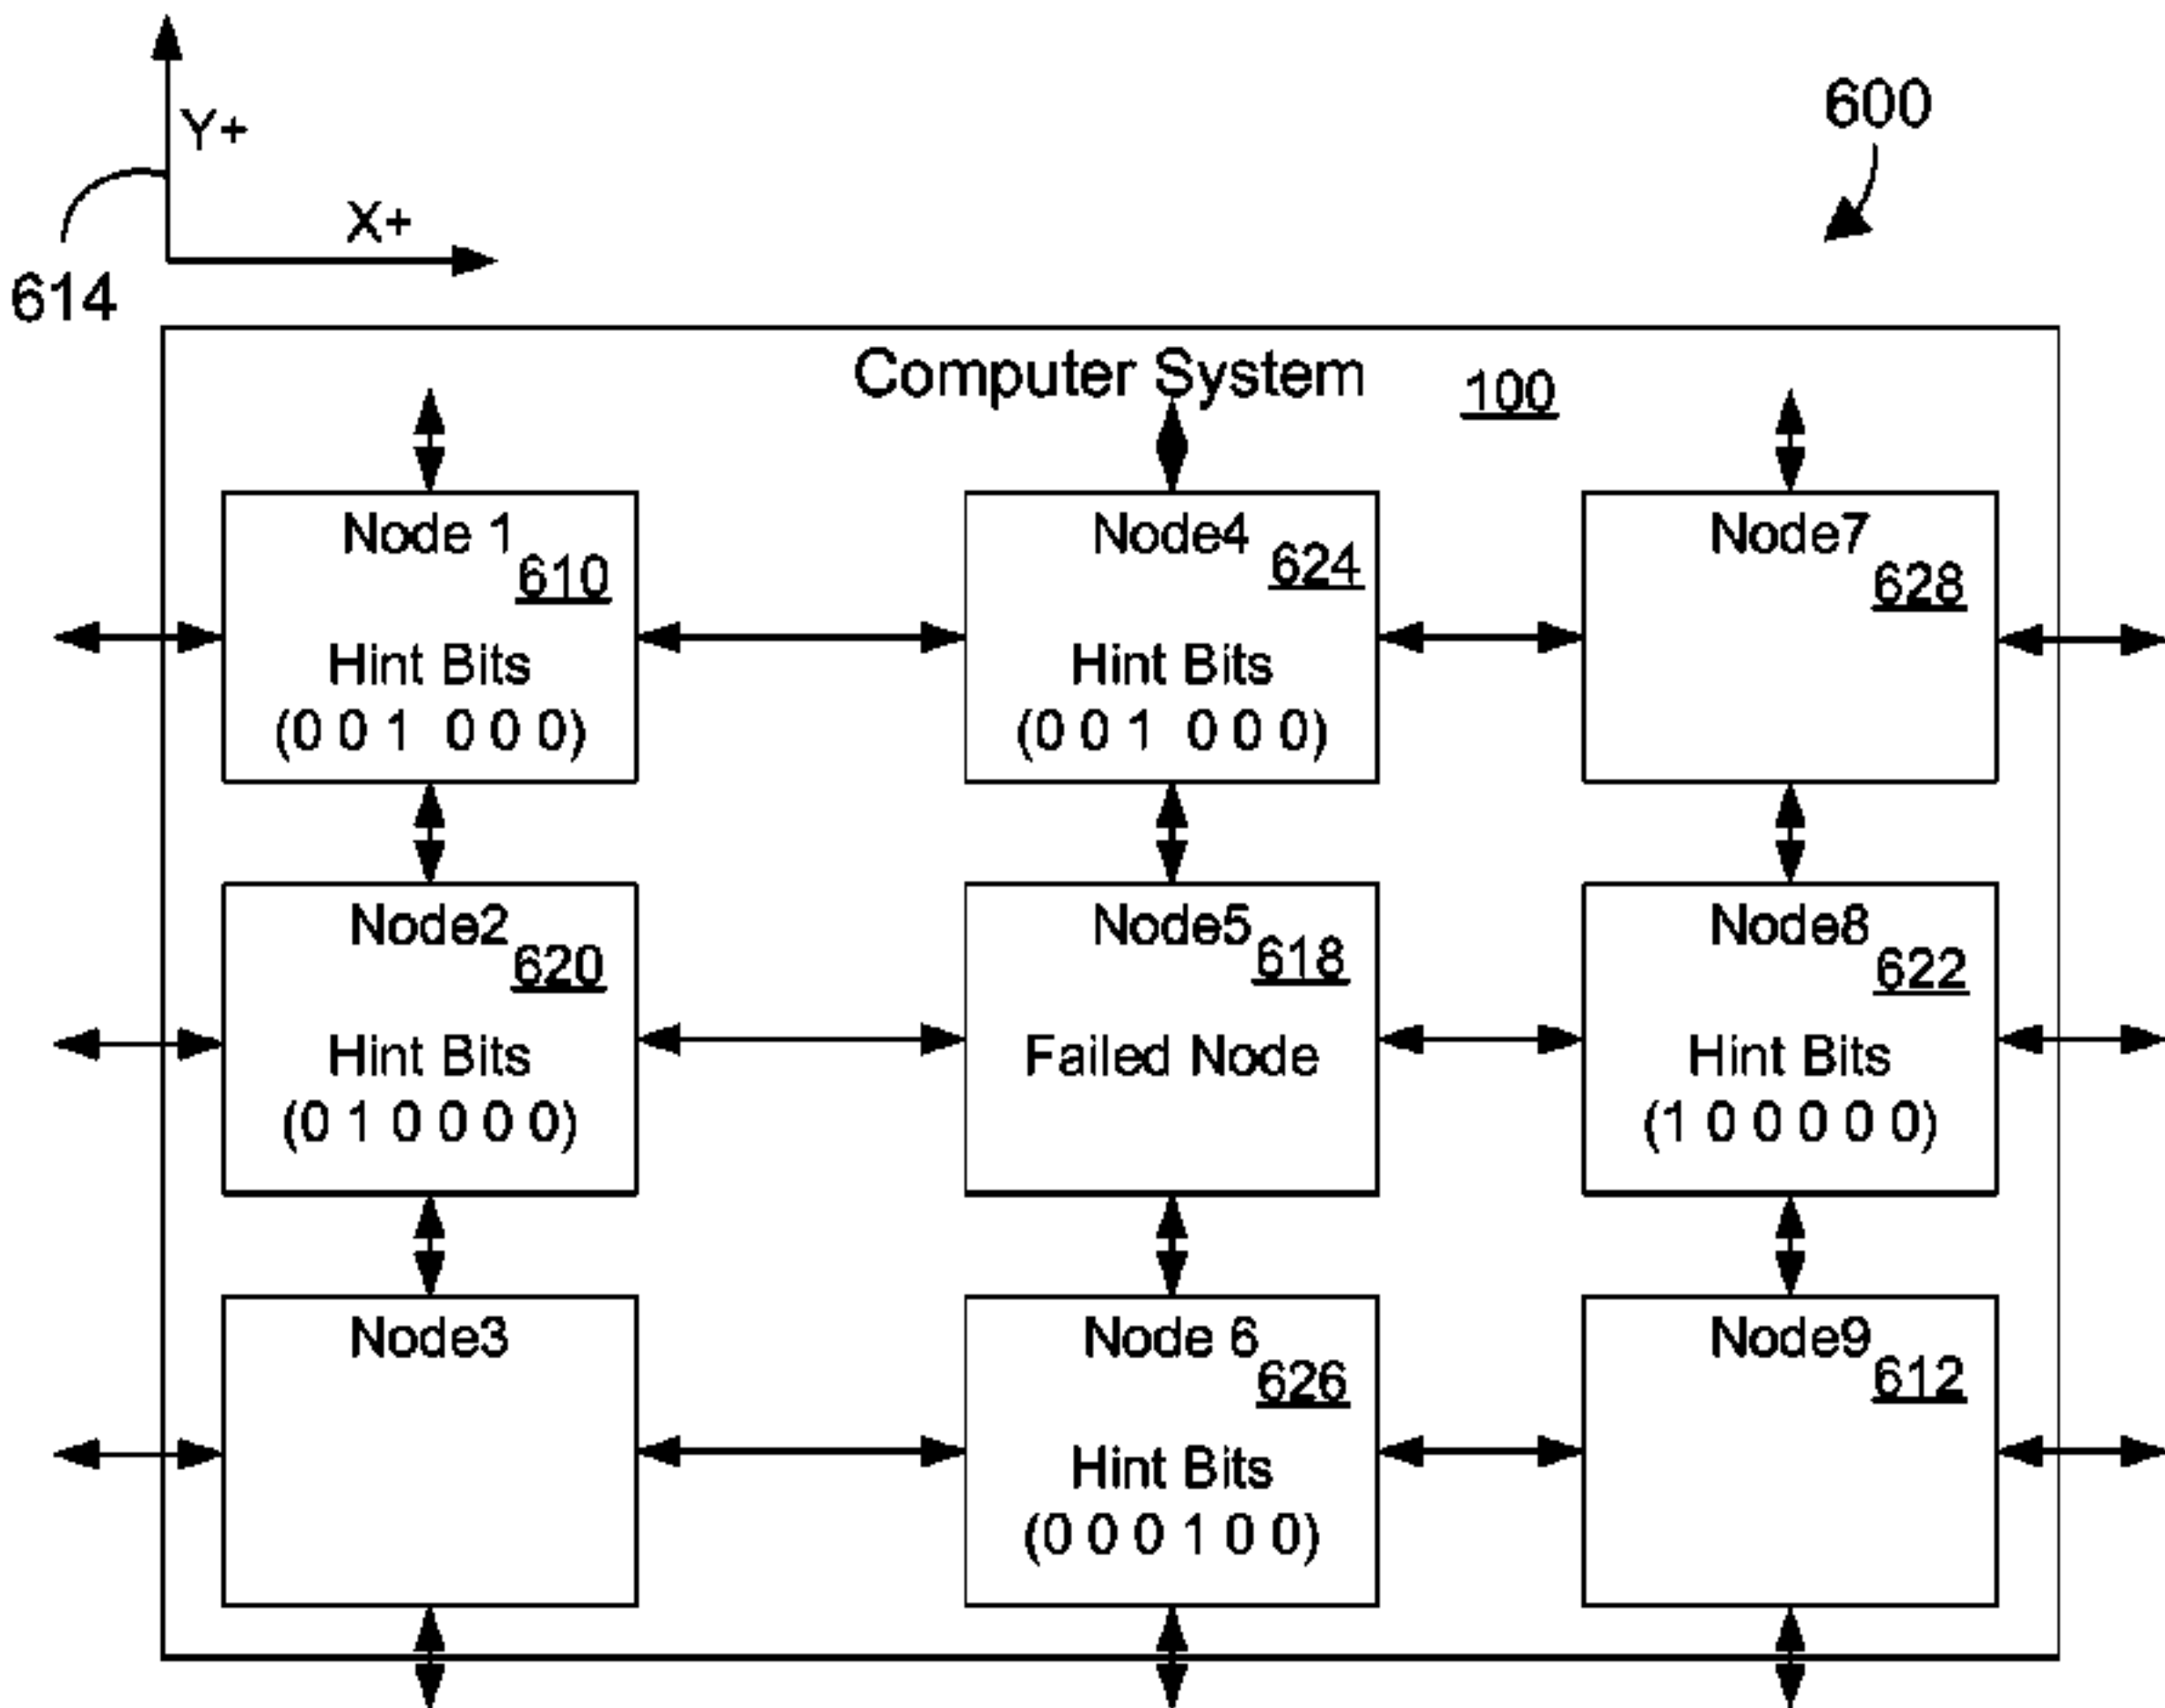 Y+
X+
614
600
Computer System 100
Node 1
610
Hint Bits
(0 0 1 0 0 0)
Node4
624
Hint Bits
(0 0 1 0 0 0)
Node7
628
Node2
620
Hint Bits
(0 1 0 0 0 0)
Node5
618
Failed Node
Node8
622
Hint Bits
(1 0 0 0 0 0)
Node3
Node 6
626
Hint Bits
(0 0 0 1 0 0)
Node9
612